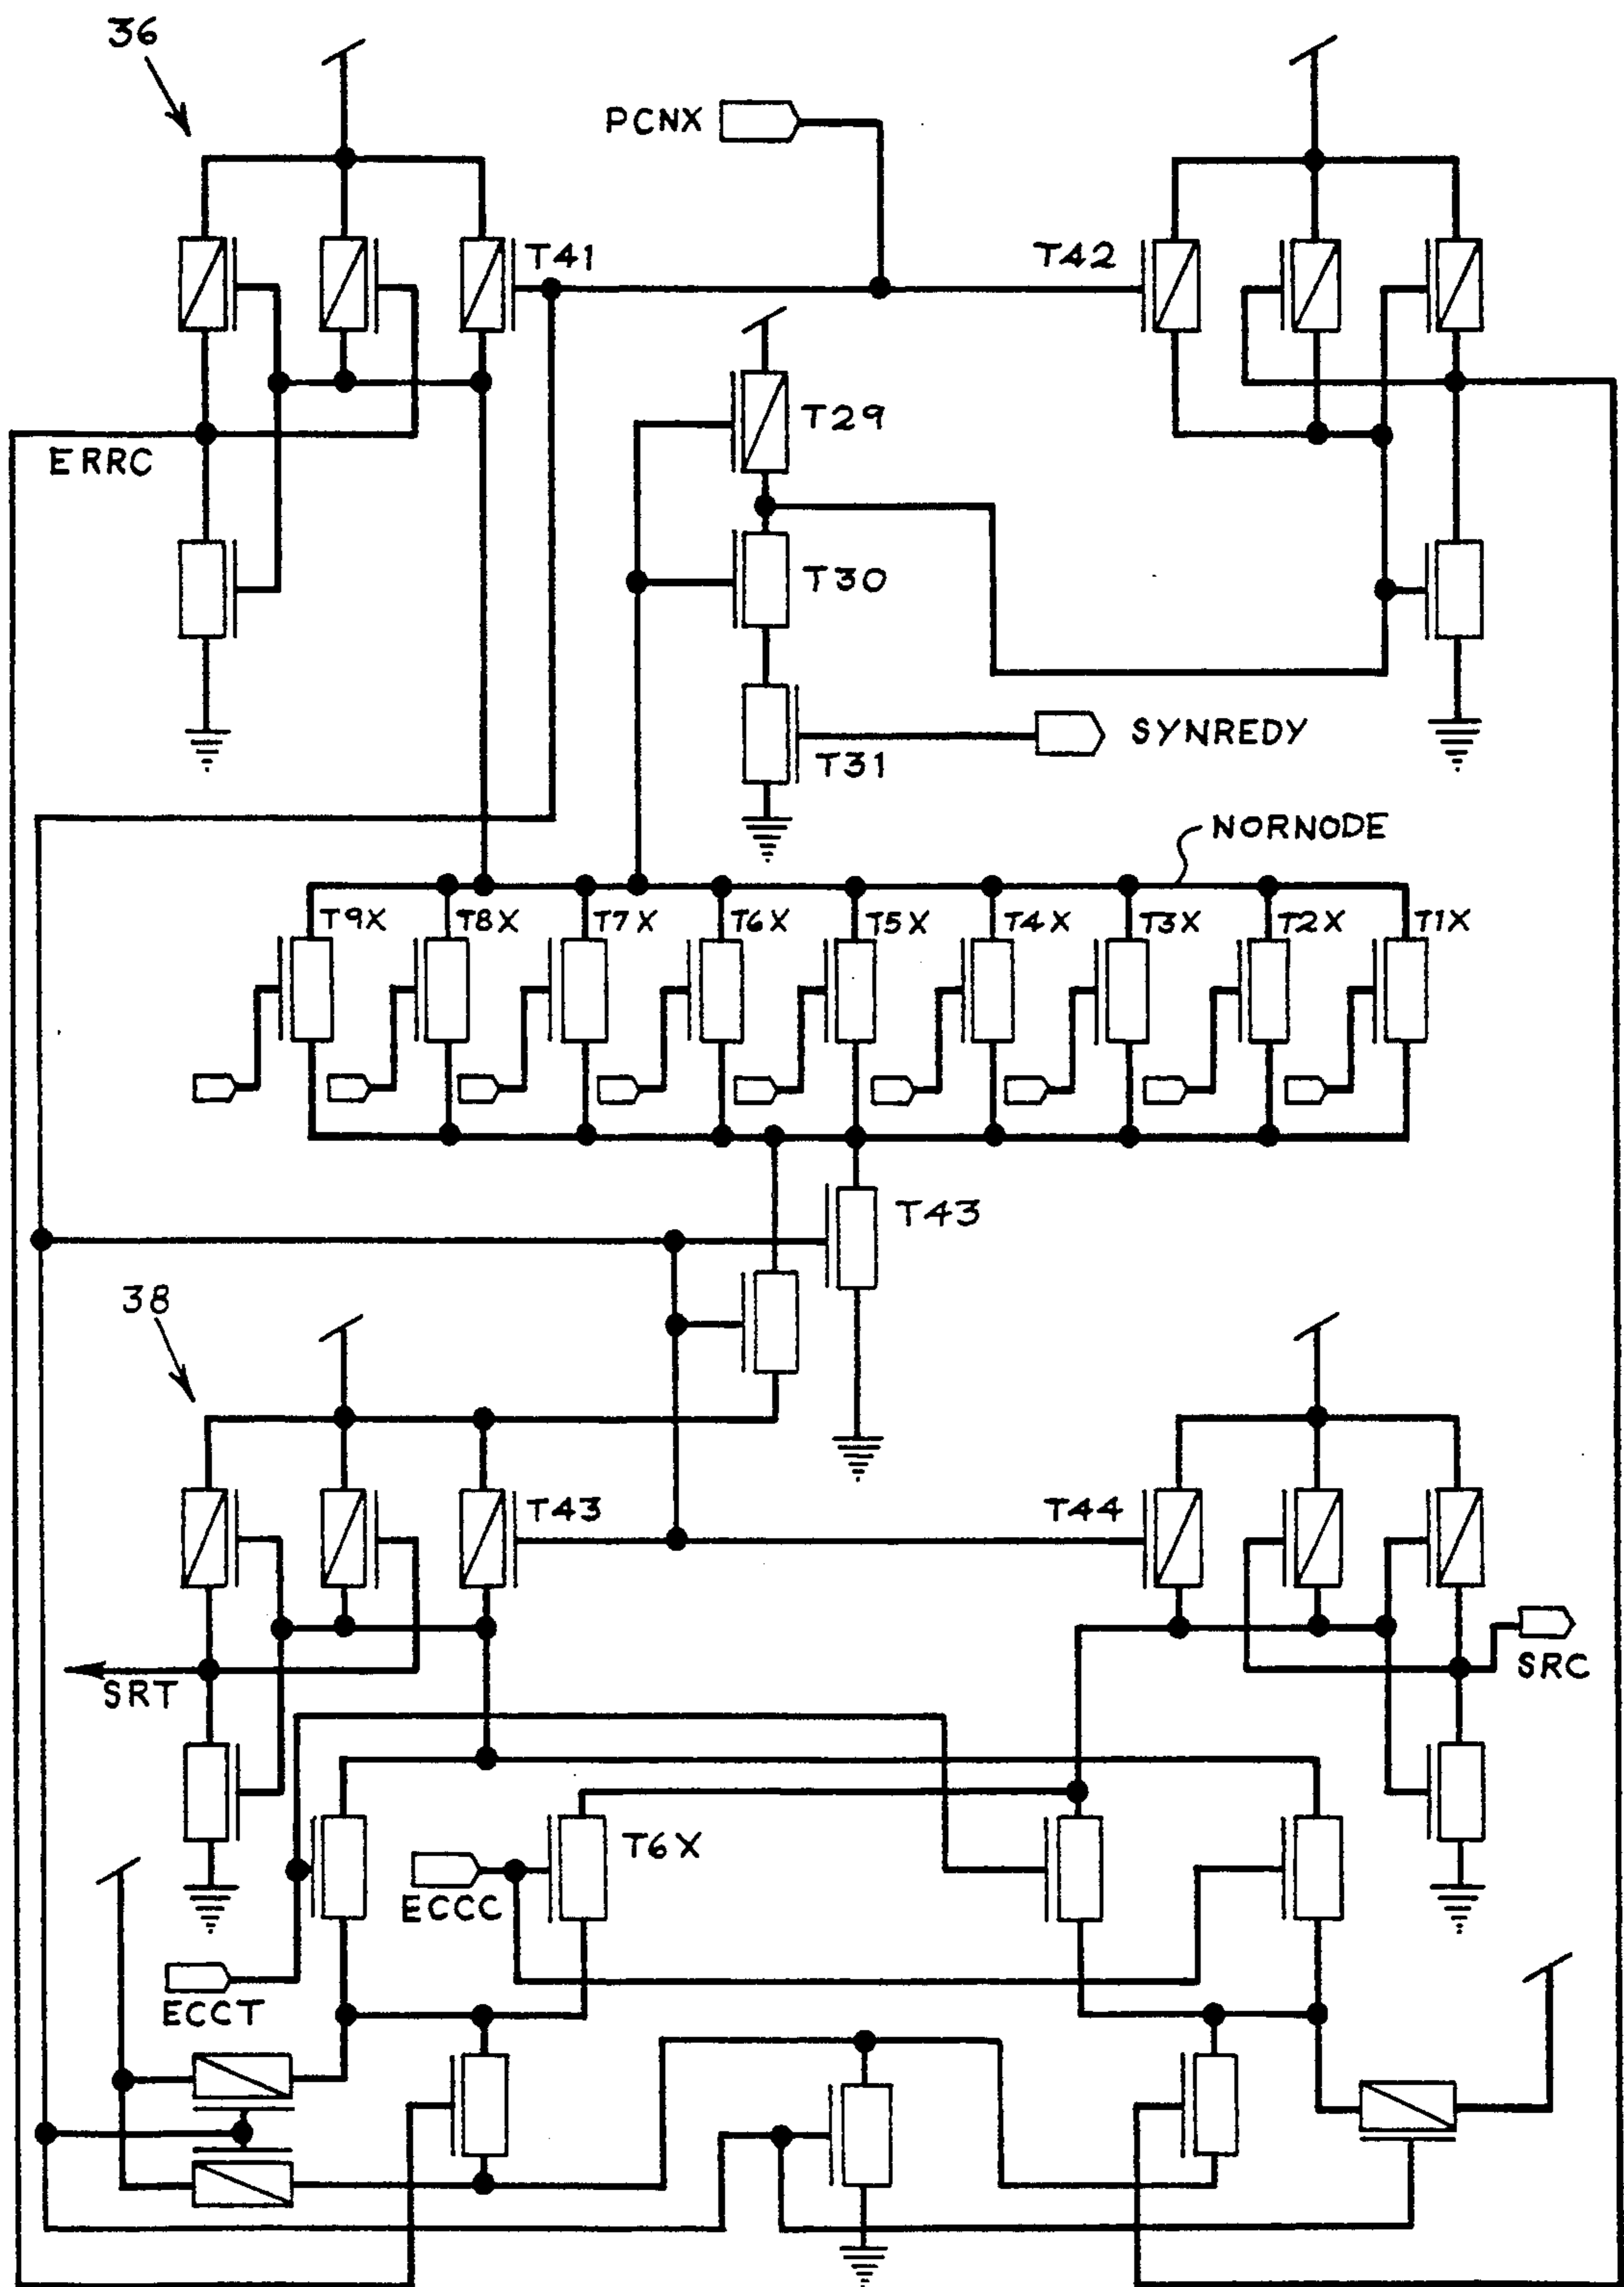 36
PCNX
T41
T42
T29
ERRC
T30
SYNREDY
T31
NORNODE
T9X
T8X
T7X
T6X
T5X
T4X
T3X
T2X
T1X
T43
38
T43
T44
SRT
SRC
T6X
ECCC
ECCT